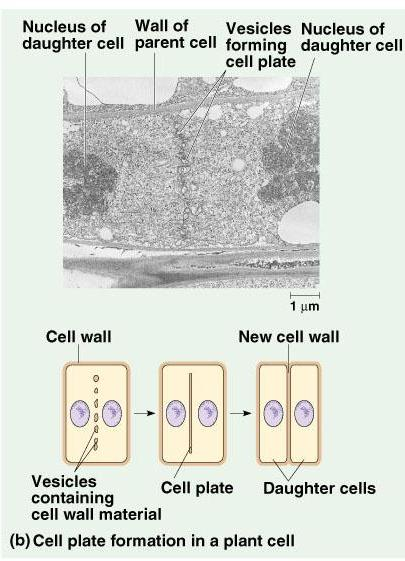 Nucleus of
daughter cell
Wall of
parent cell
Vesicles
forming
cell plate
Nucleus of
daughter cell
1 μm
Cell wall
New cell wall
Vesicles
containing
cell wall material
Cell plate
Daughter cells
(b) Cell plate formation in a plant cell